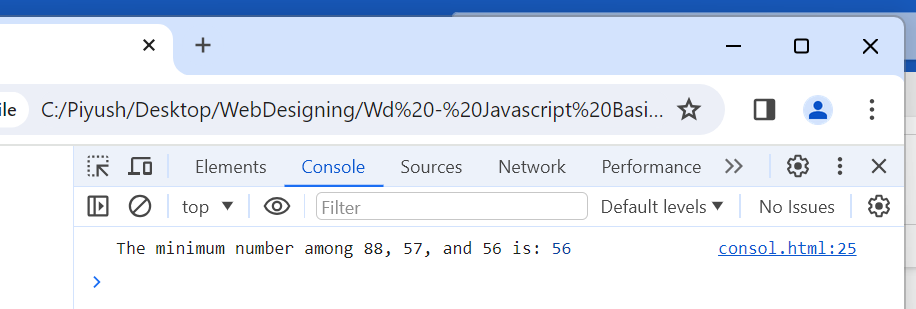 ile C:/Piyush/Desktop/WebDesigning/Wd%20-%20Javascript%20Basi...
Elements Console Sources Network Performance
top Filter Default levels No Issues
The minimum number among 88, 57, and 56 is: 56 consol.html:25